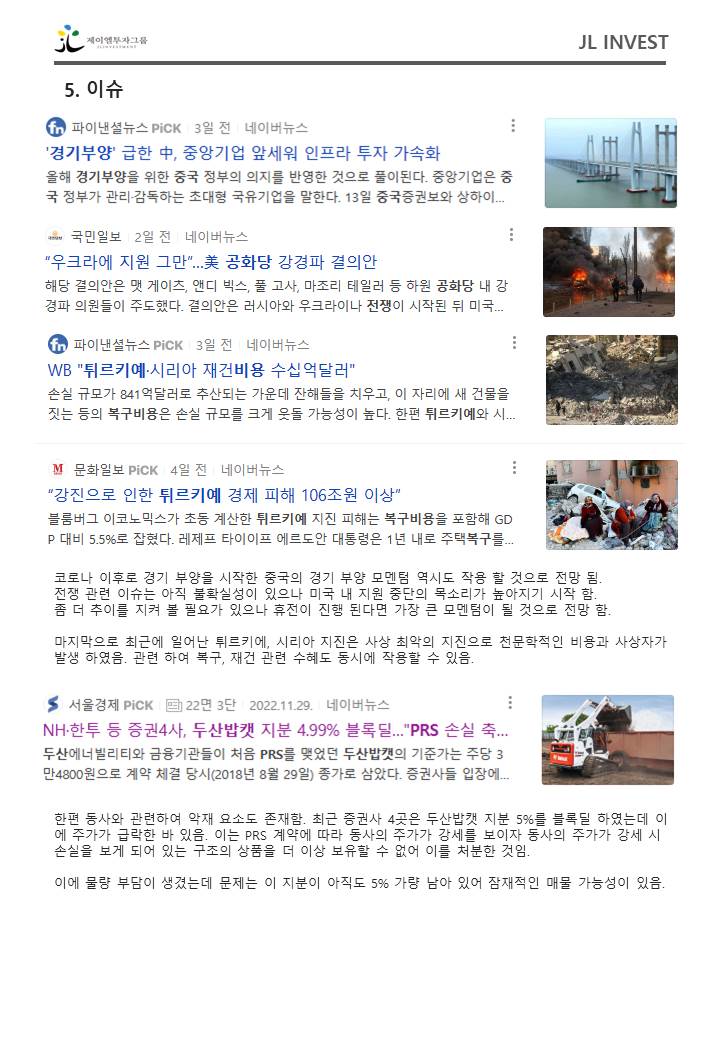 제이엘투자그룹
JL INVESTMENT
JL INVEST
5. 이슈
fn 파이낸셜뉴스 PiCK 3일 전 네이버뉴스
'경기부양' 급한 中, 중앙기업 앞세워 인프라 투자 가속화
올해 경기부양을 위한 중국 정부의 의지를 반영한 것으로 풀이된다. 중앙기업은 중
국 정부가 관리·감독하는 초대형 국유기업을 말한다. 13일 중국증권보와 상하이...
국민일보 2일 전 네이버뉴스
“우크라에 지원 그만”...美 공화당 강경파 결의안
해당 결의안은 맷 게이츠, 앤디 빅스, 폴 고사, 마조리 테일러 등 하원 공화당 내 강
경파 의원들이 주도했다. 결의안은 러시아와 우크라이나 전쟁이 시작된 뒤 미국...
fn 파이낸셜뉴스 PiCK 3일 전 네이버뉴스
WB "튀르키예·시리아 재건비용 수십억달러"
손실 규모가 841억달러로 추산되는 가운데 잔해들을 치우고, 이 자리에 새 건물을
짓는 등의 복구비용은 손실 규모를 크게 웃돌 가능성이 높다. 한편 튀르키예와 시...
M 문화일보 PiCK 4일 전 네이버뉴스
“강진으로 인한 튀르키예 경제 피해 106조원 이상”
블룸버그 이코노믹스가 초동 계산한 튀르키예 지진 피해는 복구비용을 포함해 GD
P 대비 5.5%로 잡혔다. 레제프 타이이프 에르도안 대통령은 1년 내로 주택복구를...
코로나 이후로 경기 부양을 시작한 중국의 경기 부양 모멘텀 역시도 작용 할 것으로 전망 됨.
전쟁 관련 이슈는 아직 불확실성이 있으나 미국 내 지원 중단의 목소리가 높아지기 시작 함.
좀 더 추이를 지켜 볼 필요가 있으나 휴전이 진행 된다면 가장 큰 모멘텀이 될 것으로 전망 함.
마지막으로 최근에 일어난 튀르키에, 시리아 지진은 사상 최악의 지진으로 천문학적인 비용과 사상자가
발생 하였음. 관련 하여 복구, 재건 관련 수혜도 동시에 작용할 수 있음.
서울경제 PiCK 22면 3단 2022.11.29. 네이버뉴스
NH·한투 등 증권4사, 두산밥캣 지분 4.99% 블록딜..."PRS 손실 축...
두산에너빌리티와 금융기관들이 처음 PRS를 맺었던 두산밥캣의 기준가는 주당 3
만4800원으로 계약 체결 당시(2018년 8월 29일) 종가로 삼았다. 증권사들 입장에...
한편 동사와 관련하여 악재 요소도 존재함. 최근 증권사 4곳은 두산밥캣 지분 5%를 블록딜 하였는데 이
에 주가가 급락한 바 있음. 이는 PRS 계약에 따라 동사의 주가가 강세를 보이자 동사의 주가가 강세 시
손실을 보게 되어 있는 구조의 상품을 더 이상 보유할 수 없어 이를 처분한 것임.
이에 물량 부담이 생겼는데 문제는 이 지분이 아직도 5% 가량 남아 있어 잠재적인 매물 가능성이 있음.